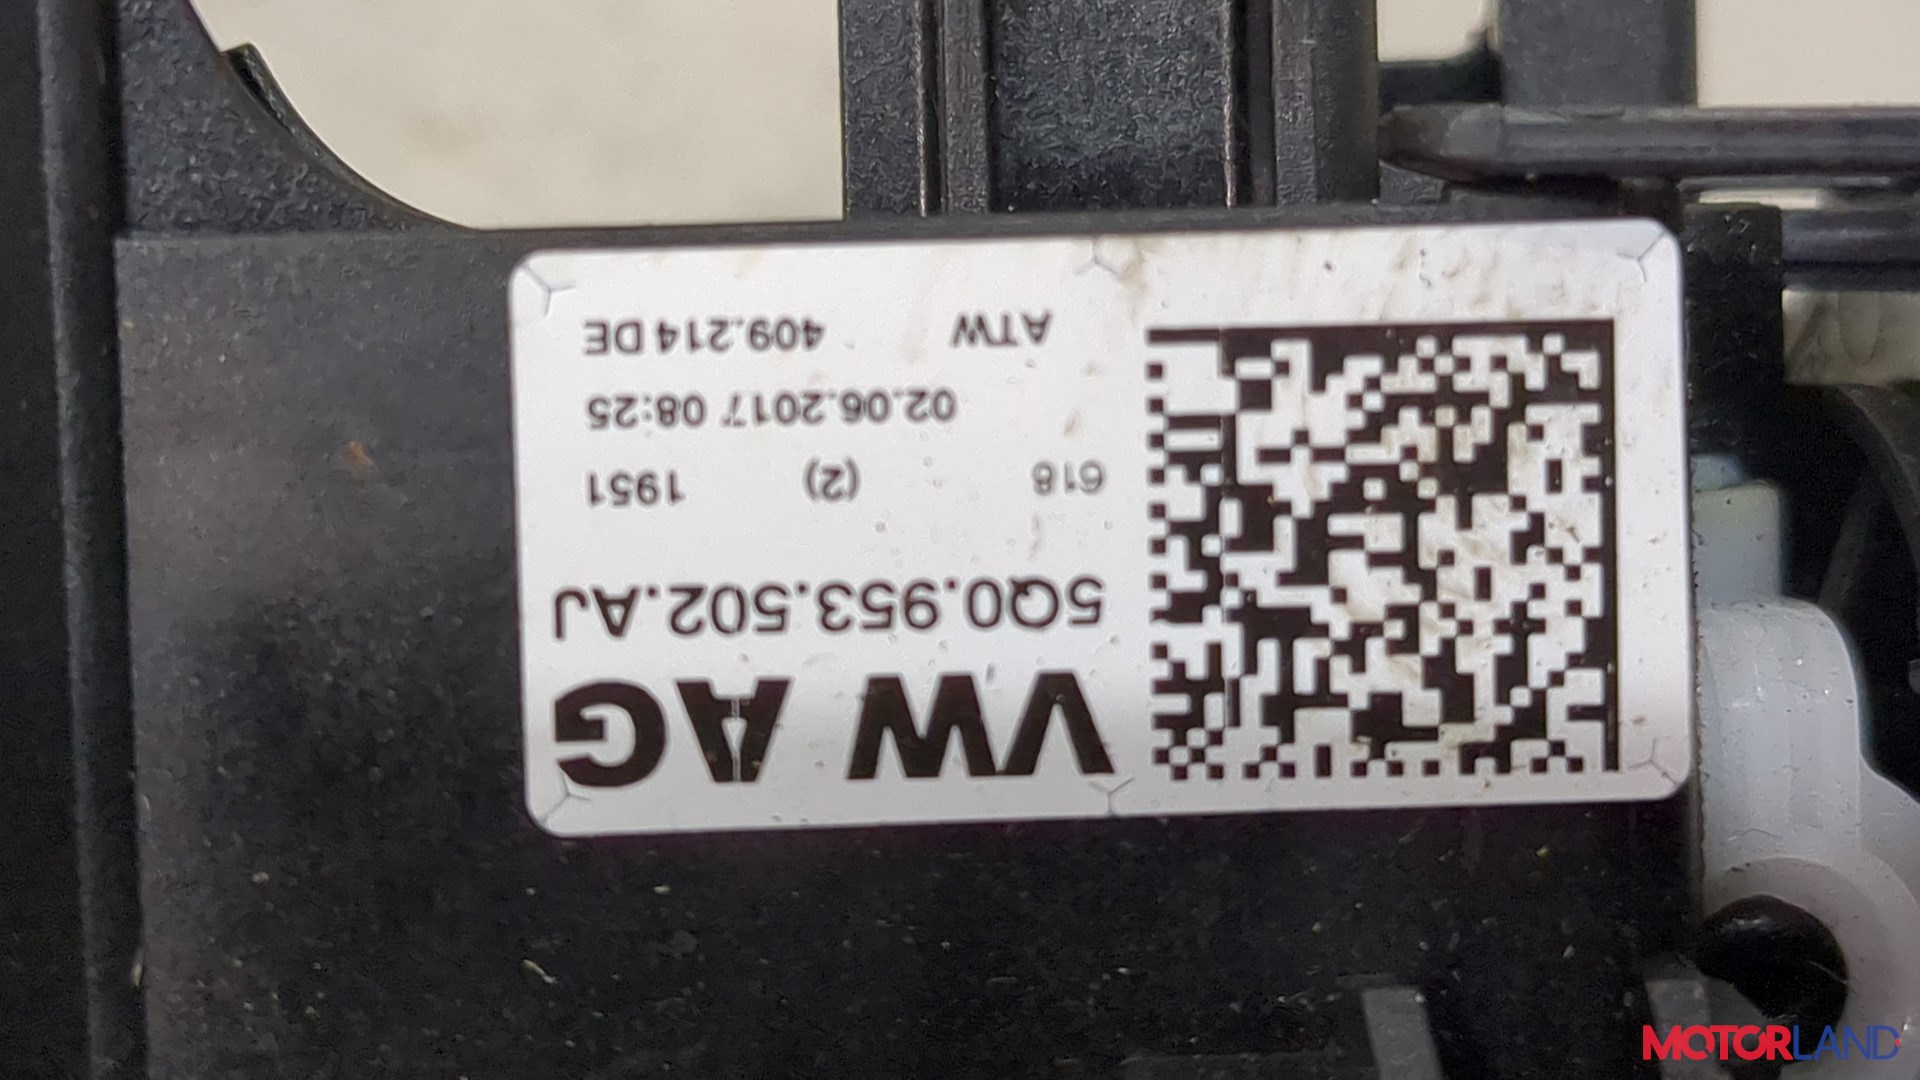 VW AG
5Q0.953.502.AJ
618 (2) 1951
02.06.2017 08:25
ATW 409.214 DE
MOTORLAND